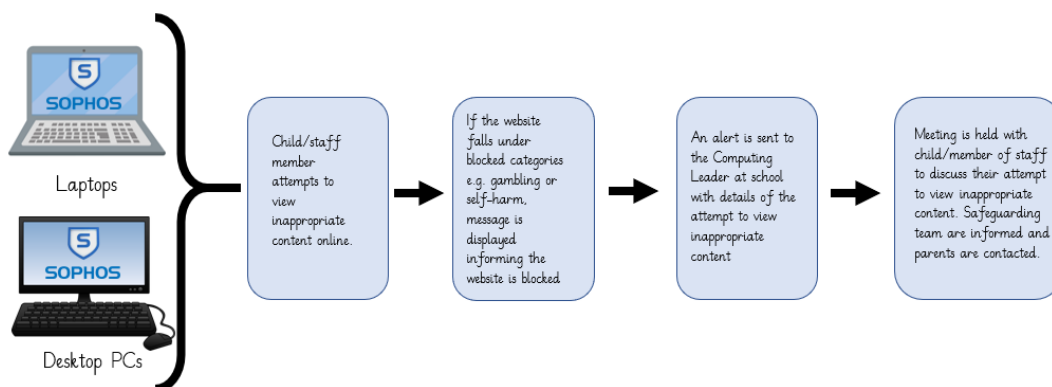 S
SOPHOS
Laptops
S
SOPHOS
Desktop PCs
Child/staff
member
attempts to
view
inappropriate
content online.
If the website
falls under
blocked categories
e.g. gambling or
self-harm,
message is
displayed
informing the
website is blocked
An alert is sent to
the Computing
Leader at school
with details of the
attempt to view
inappropriate
content
Meeting is held with
child/member of staff
to discuss their attempt
to view inappropriate
content. Safeguarding
team are informed and
parents are contacted.